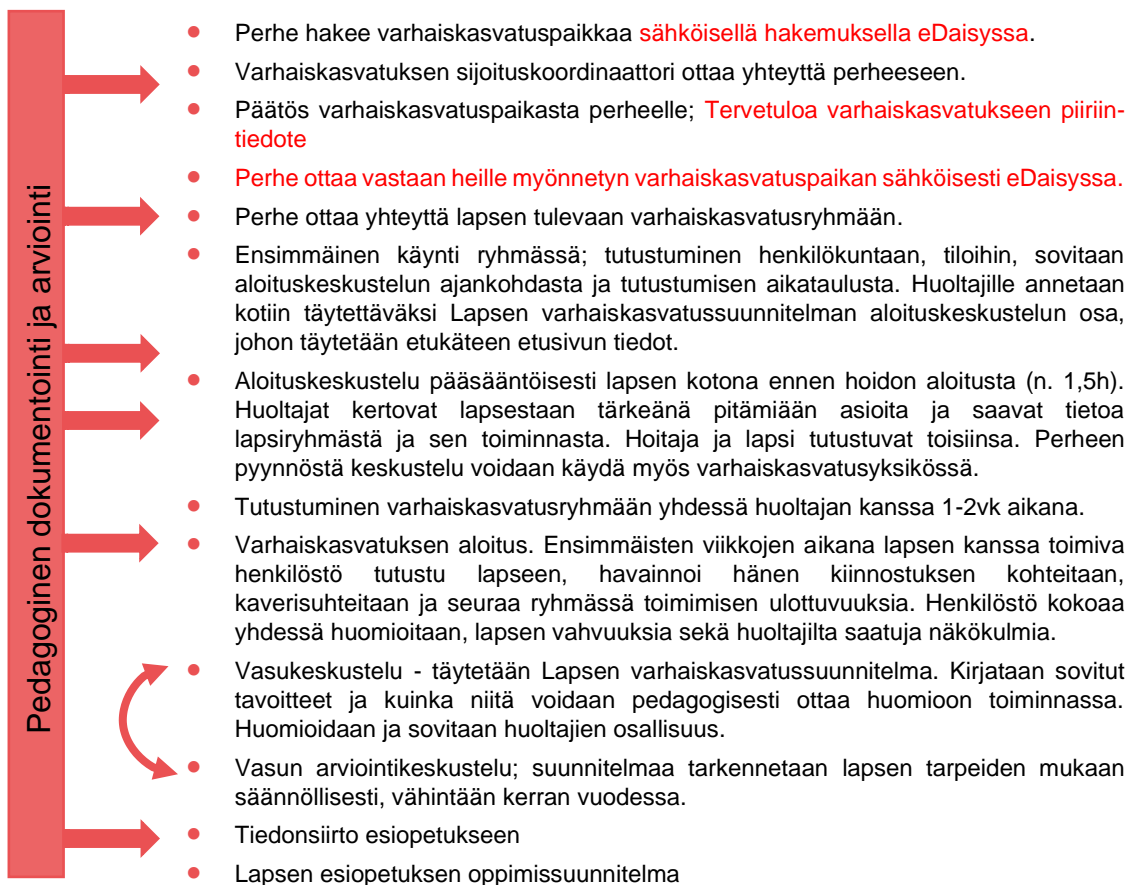 Pedagoginen dokumentointi ja arviointi
• Perhe hakee varhaiskasvatuspaikkaa sähköisellä hakemuksella eDaisyssa.
• Varhaiskasvatuksen sijoituskoordinaattori ottaa yhteyttä perheeseen.
• Päätös varhaiskasvatuspaikasta perheelle; Tervetuloa varhaiskasvatukseen piiriin-
tiedote
• Perhe ottaa vastaan heille myönnetyn varhaiskasvatuspaikan sähköisesti eDaisyssa.
• Perhe ottaa yhteyttä lapsen tulevaan varhaiskasvatusryhmään.
• Ensimmäinen käynti ryhmässä; tutustuminen henkilökuntaan, tiloihin, sovitaan
aloituskeskustelun ajankohdasta ja tutustumisen aikataulusta. Huoltajille annetaan
kotiin täytettäväksi Lapsen varhaiskasvatussuunnitelman aloituskeskustelun osa,
johon täytetään etukäteen etusivun tiedot.
• Aloituskeskustelu pääsääntöisesti lapsen kotona ennen hoidon aloitusta (n. 1,5h).
Huoltajat kertovat lapsestaan tärkeänä pitämiään asioita ja saavat tietoa
lapsiryhmästä ja sen toiminnasta. Hoitaja ja lapsi tutustuvat toisiinsa. Perheen
pyynnöstä keskustelu voidaan käydä myös varhaiskasvatusyksikössä.
• Tutustuminen varhaiskasvatusryhmään yhdessä huoltajan kanssa 1-2vk aikana.
• Varhaiskasvatuksen aloitus. Ensimmäisten viikkojen aikana lapsen kanssa toimiva
henkilöstö tutustu lapseen, havainnoi hänen kiinnostuksen kohteitaan,
kaverisuhteitaan ja seuraa ryhmässä toimimisen ulottuvuuksia. Henkilöstö kokoaa
yhdessä huomioitaan, lapsen vahvuuksia sekä huoltajilta saatuja näkökulmia.
• Vasukeskustelu - täytetään Lapsen varhaiskasvatussuunnitelma. Kirjataan sovitut
tavoitteet ja kuinka niitä voidaan pedagogisesti ottaa huomioon toiminnassa.
Huomioidaan ja sovitaan huoltajien osallisuus.
• Vasun arviointikeskustelu; suunnitelmaa tarkennetaan lapsen tarpeiden mukaan
säännöllisesti, vähintään kerran vuodessa.
• Tiedonsiirto esiopetukseen
• Lapsen esiopetuksen oppimissuunnitelma